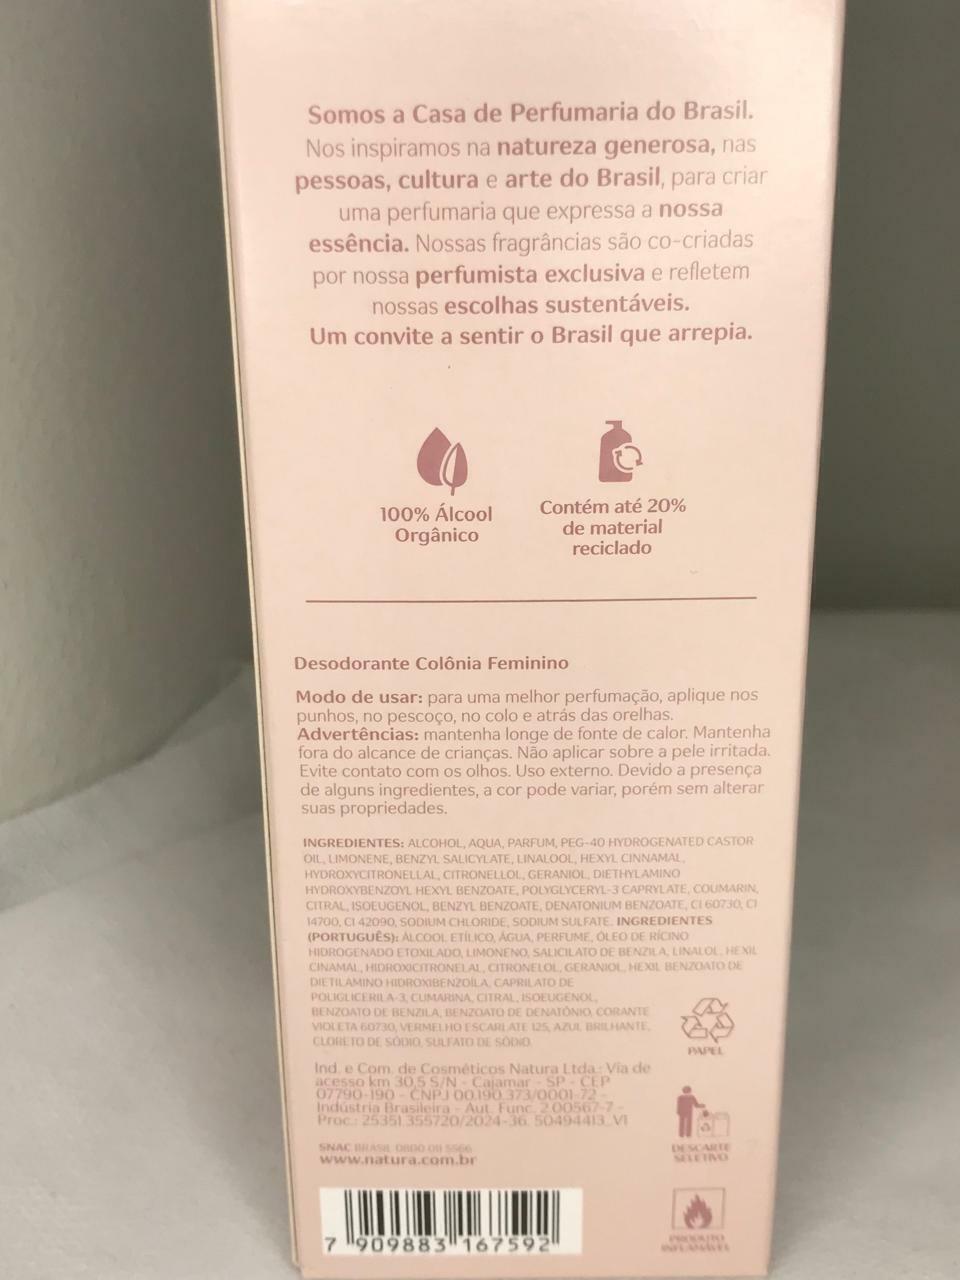 Somos a Casa de Perfumaria do Brasil.
Nos inspiramos na natureza generosa, nas
pessoas, cultura e arte do Brasil, para criar
uma perfumaria que expressa a nossa
essência. Nossas fragrâncias são co-criadas
por nossa perfumista exclusiva e refletem
nossas escolhas sustentáveis.
Um convite a sentir o Brasil que arrepia.
100% Álcool
Orgânico
Contém até 20%
de material
reciclado
Desodorante Colônia Feminino
Modo de usar: para uma melhor perfumação, aplique nos
punhos, no pescoço, no colo e atrás das orelhas.
Advertências: mantenha longe de fonte de calor. Mantenha
fora do alcance de crianças. Não aplicar sobre a pele irritada.
Evite contato com os olhos. Uso externo. Devido a presença
de alguns ingredientes, a cor pode variar, porém sem alterar
suas propriedades.
INGREDIENTES: ALCOHOL, AQUA, PARFUM, PEG-40 HYDROGENATED CASTOR
OIL, LIMONENE, BENZYL SALICYLATE, LINALOOL, HEXYL CINNAMAL,
HYDROXYCITRONELLAL, CITRONELLOL, GERANIOL, DIETHYLAMINO
HYDROXYBENZOYL HEXYL BENZOATE, POLYGLYCERYL-3 CAPRYLATE, COUMARIN,
CITRAL, ISOEUGENOL, BENZYL BENZOATE, DENATONIUM BENZOATE, CI 60730, CI
14700, CI 42090, SODIUM CHLORIDE, SODIUM SULFATE. INGREDIENTES
(PORTUGUÊS): ÁLCOOL ETÍLICO, ÁGUA, PERFUME, ÓLEO DE RÍCINO
HIDROGENADO ETOXILADO, LIMONENO, SALICILATO DE BENZILA, LINALOL, HEXIL
CINAMAL, HIDROXICITRONELAL, CITRONELOL, GERANIOL, HEXIL BENZOATO DE
DIETILAMINO HIDROXIBENZOÍLA, CAPRILATO DE
POLIGLICERILA-3, CUMARINA, CITRAL, ISOEUGENOL,
BENZOATO DE BENZILA, BENZOATO DE DENATÔNIO, CORANTE
VIOLETA 60730, VERMELHO ESCARLATE 125, AZUL BRILHANTE,
CLORETO DE SÓDIO, SULFATO DE SÓDIO.
PAPEL
Ind. e Com. de Cosméticos Natura Ltda.: Via de
acesso km 30,5 S/N - Cajamar - SP - CEP
07790-190 - CNPJ 00.190.373/0001-72 -
Indústria Brasileira - Aut. Func. 2.00567-7 -
Proc.: 25351.355720/2024-36. 50494413_V1
DESCARTE
SELETIVO
SNAC BRASIL 0800 011 5566
www.natura.com.br
7 909883 167592
PRODUTO
INFLAMÁVEL